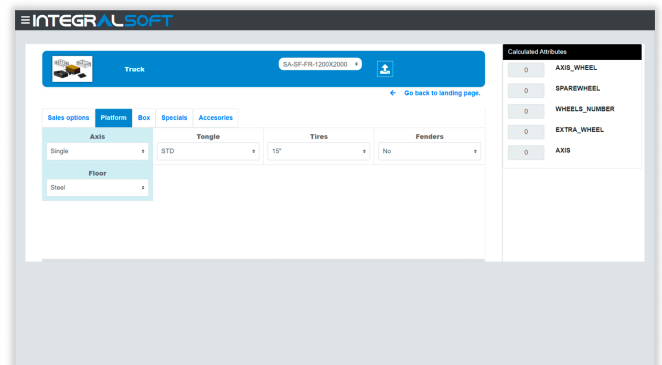 INTEGRALSOFT
Calculated Attributes
Truck
SA-SF-FR-1200X2000
Go back to landing page.
0 AXIS_WHEEL
0 SPAREWHEEL
0 WHEELS_NUMBER
0 EXTRA_WHEEL
0 AXIS
Sales options Platform Box Specials Accesories
Axis Tongle Tires Fenders
Single STD 15" No
Floor
Steel